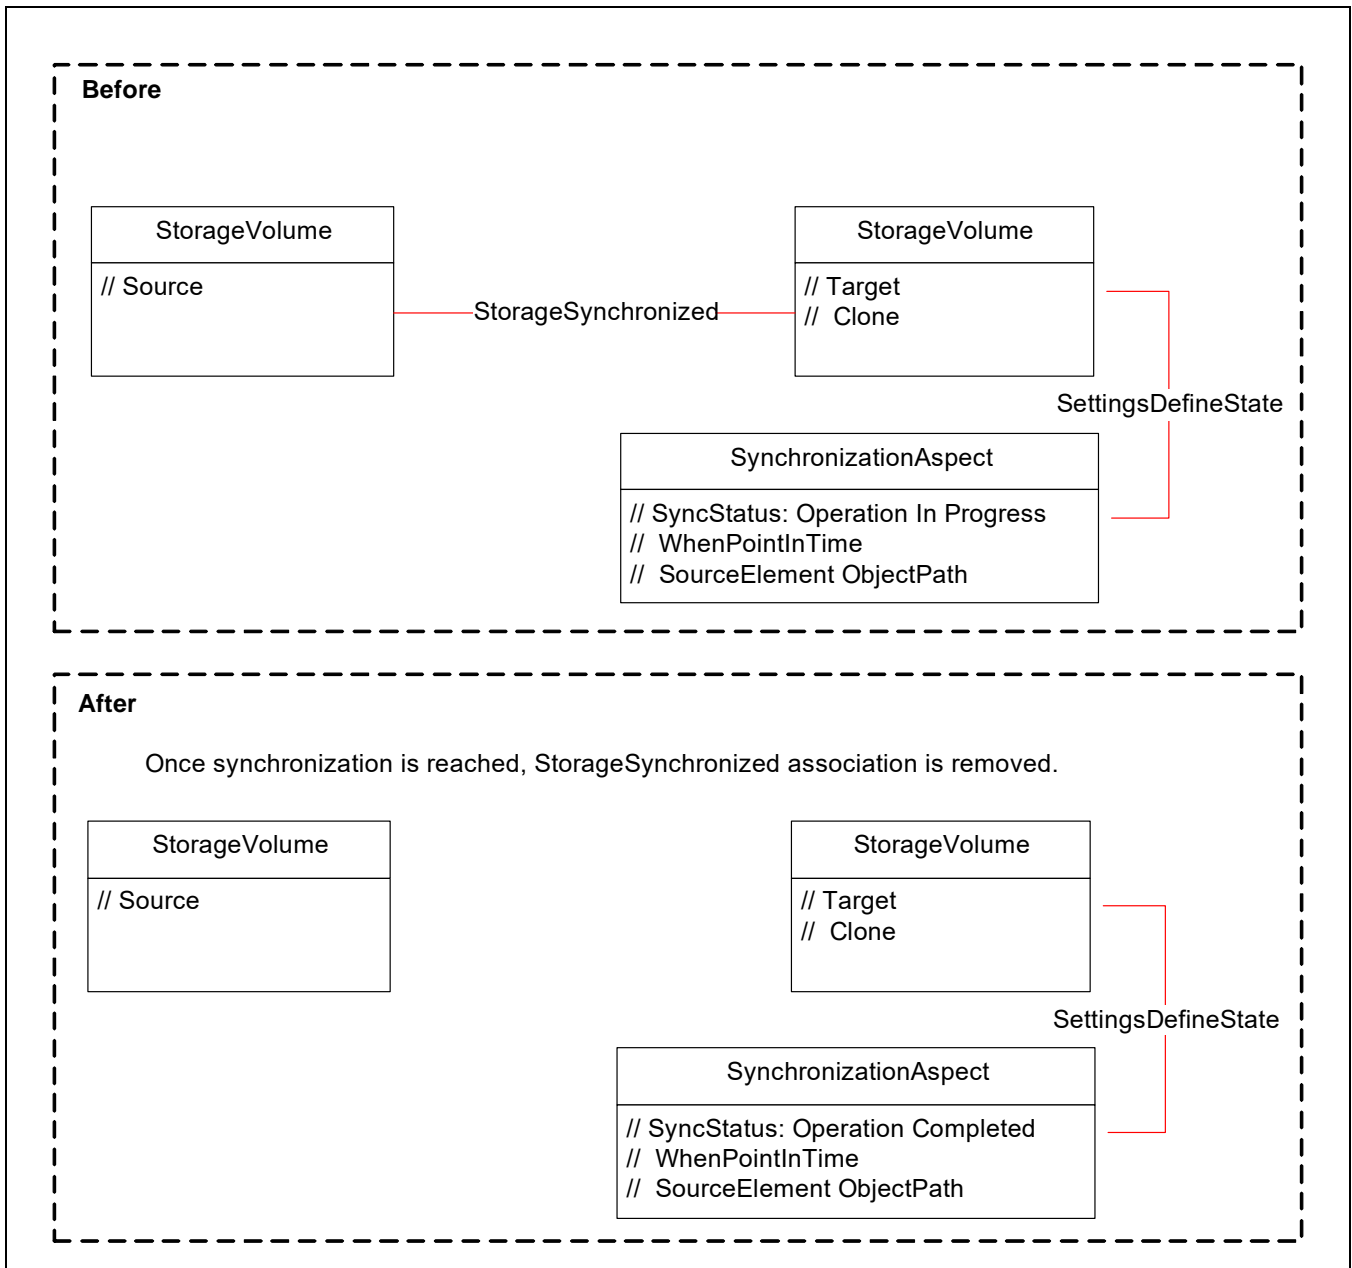 Before
StorageVolume
// Source
StorageSynchronized
StorageVolume
// Target
//  Clone
SettingsDefineState
SynchronizationAspect
// SyncStatus: Operation In Progress
//  WhenPointInTime
//  SourceElement ObjectPath
After
Once synchronization is reached, StorageSynchronized association is removed.
StorageVolume
// Source
StorageVolume
// Target
//  Clone
SettingsDefineState
SynchronizationAspect
// SyncStatus: Operation Completed
//  WhenPointInTime
//  SourceElement ObjectPath